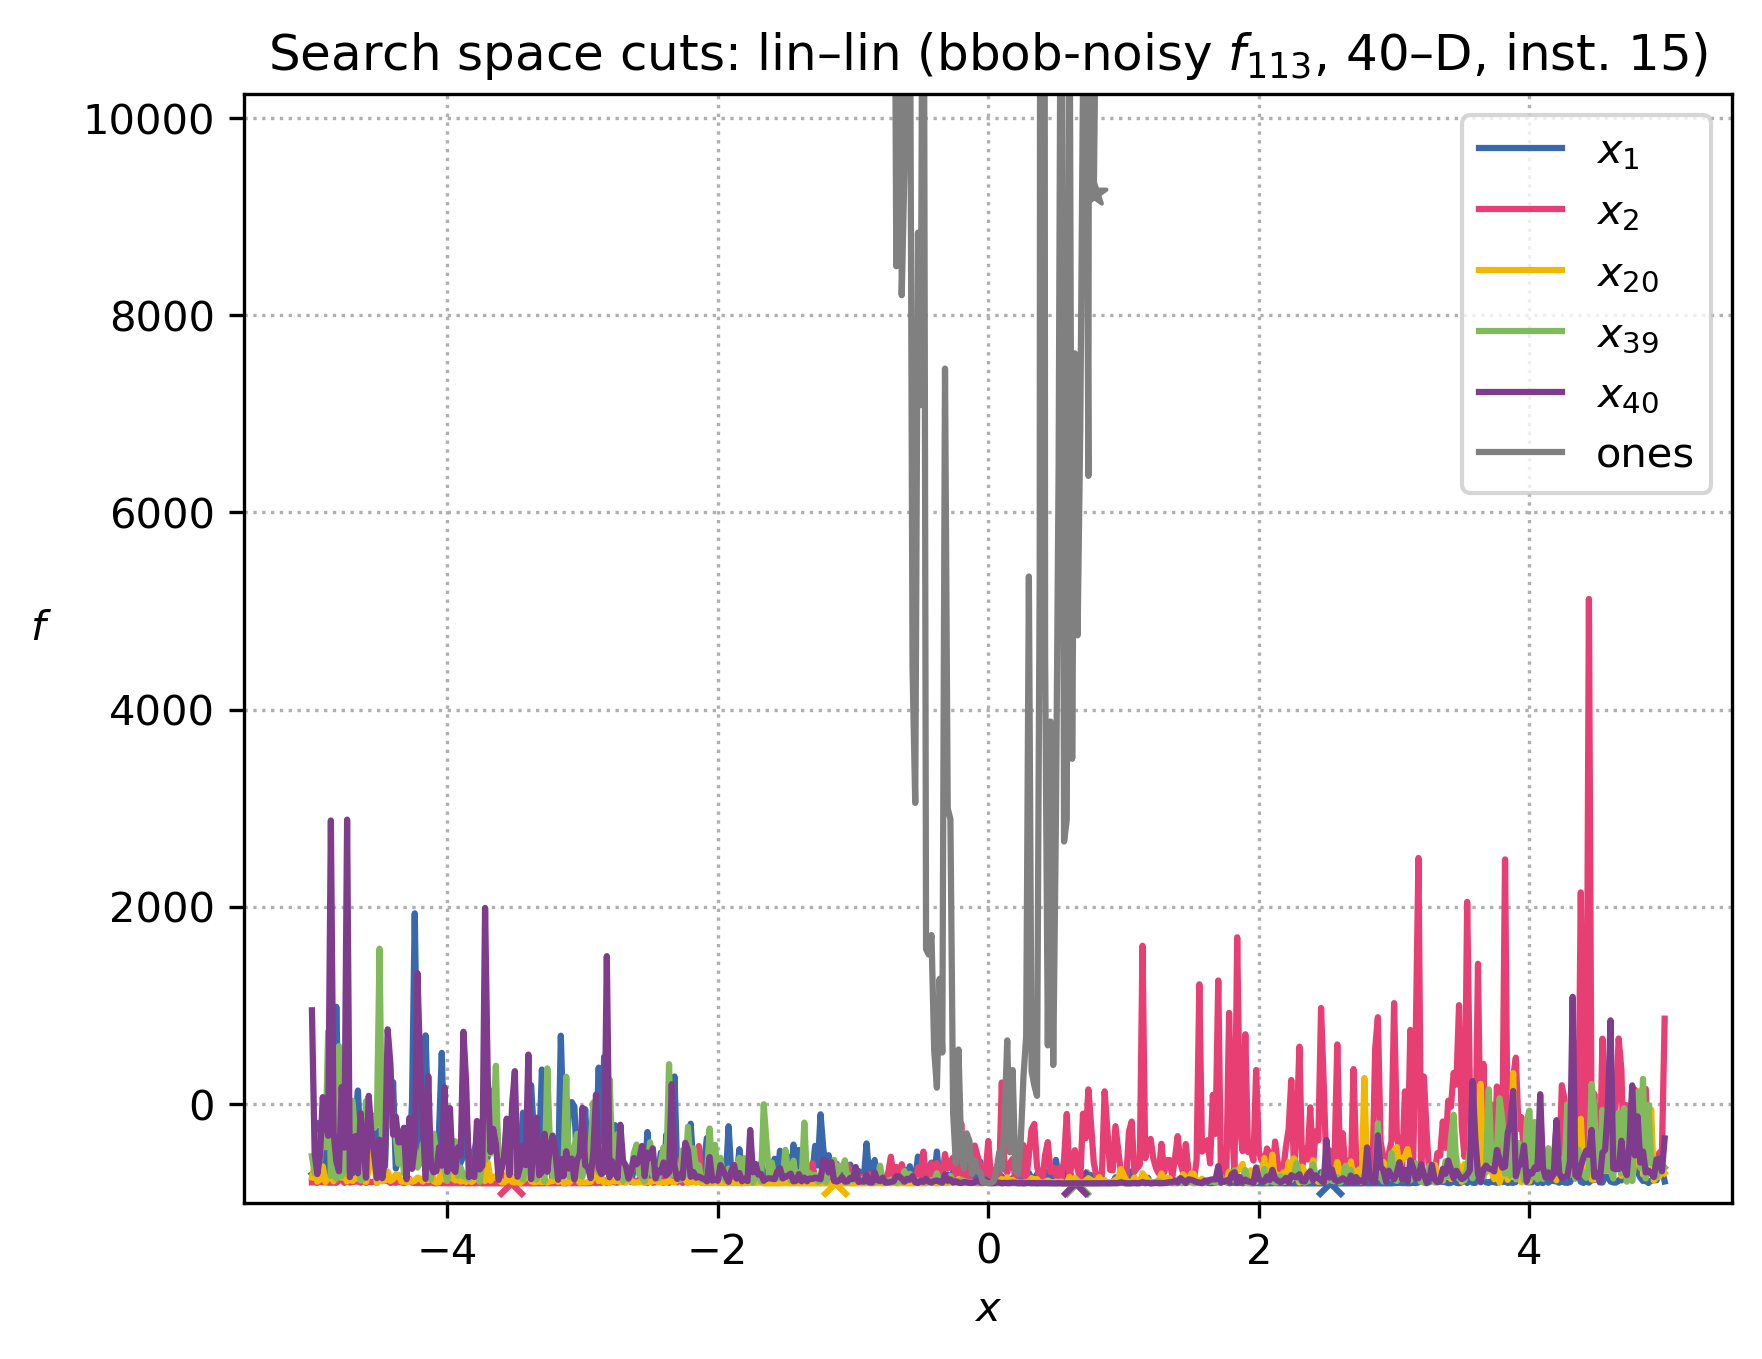 Search space cuts: lin–lin (bbob-noisy f₁₁₃, 40–D, inst. 15)
10000
8000
6000
4000
2000
0
f
−4
−2
0
2
4
x
x₁
x₂
x₂₀
x₃₉
x₄₀
ones